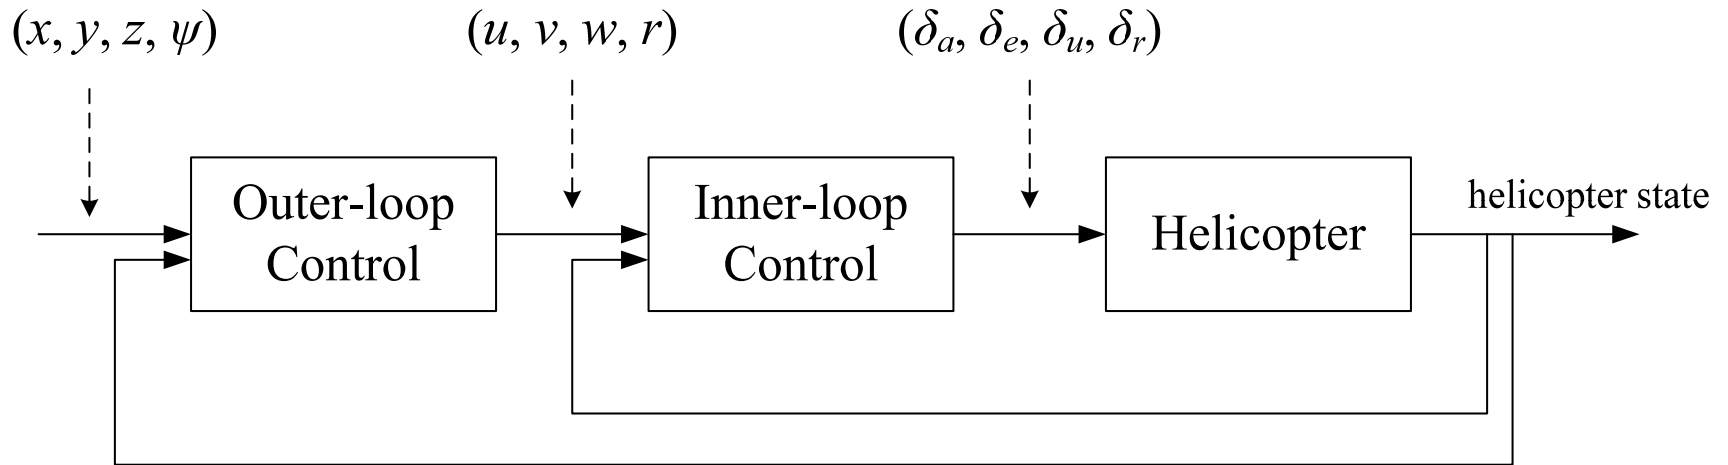 (x, y, z, ψ)
(u, v, w, r)
(δa, δe, δu, δr)
Outer-loop
Control
Inner-loop
Control
Helicopter
helicopter state